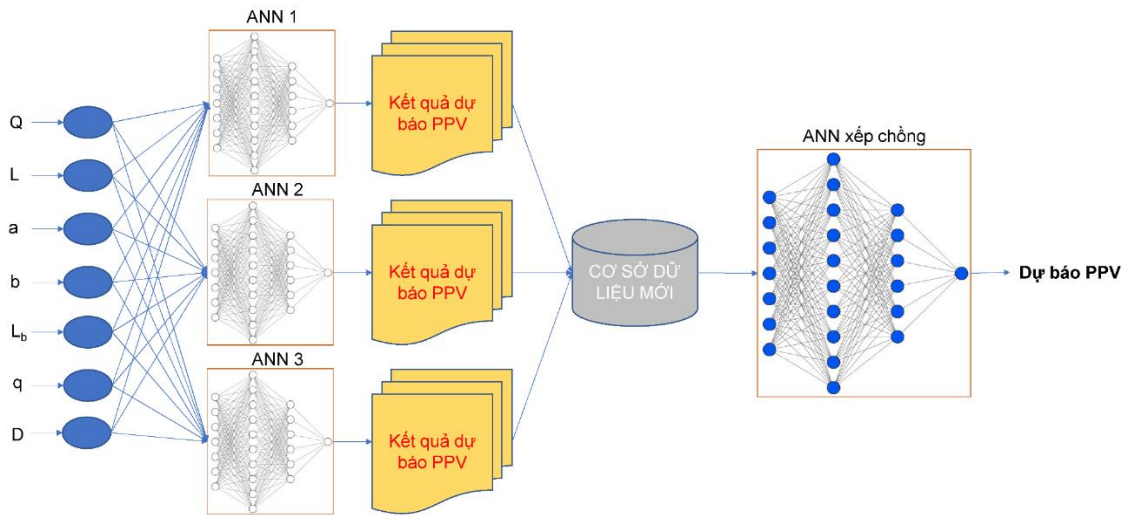 ANN 1
Kết quả dự
báo PPV
Q
L
a
b
L_b
q
D
ANN 2
Kết quả dự
báo PPV
ANN 3
Kết quả dự
báo PPV
CƠ SỞ DỮ
LIỆU MỚI
ANN xếp chồng
Dự báo PPV